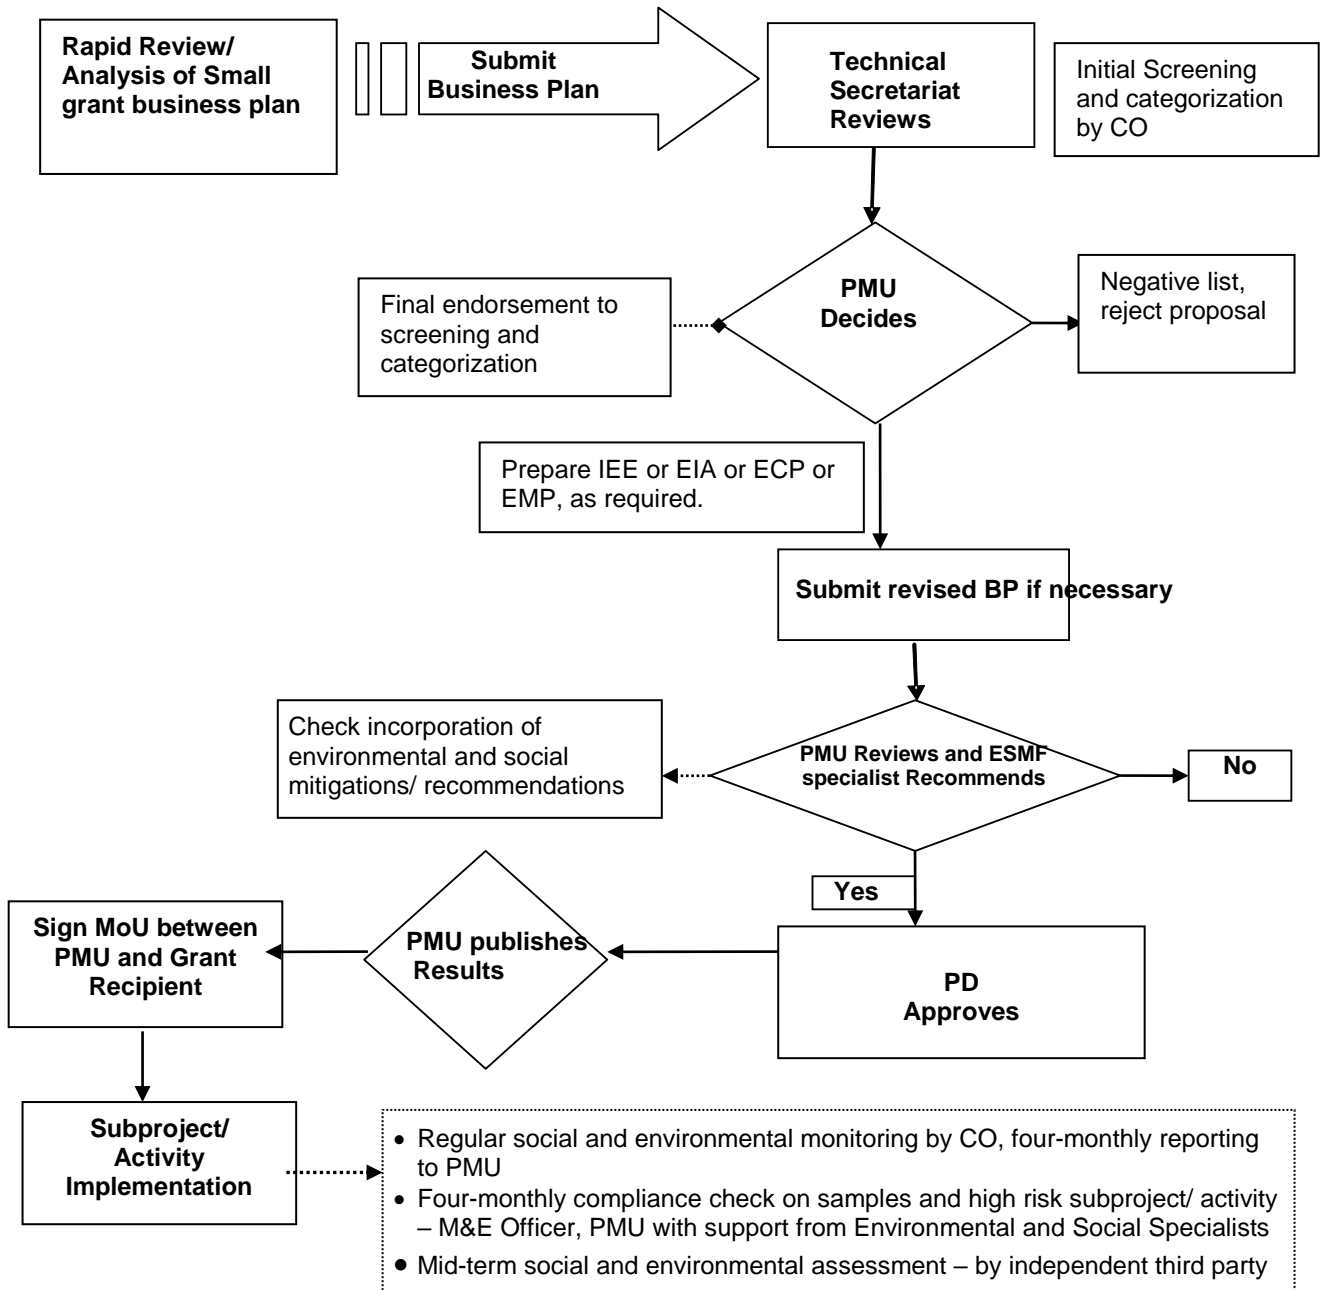 Rapid Review/
Analysis of Small
grant business plan
Submit
Business Plan
Technical
Secretariat
Reviews
Initial Screening
and categorization
by CO
Final endorsement to
screening and
categorization
PMU
Decides
Negative list,
reject proposal
Prepare IEE or EIA or ECP or
EMP, as required.
Submit revised BP if necessary
Check incorporation of
environmental and social
mitigations/ recommendations
PMU Reviews and ESMF
specialist Recommends
No
Yes
Sign MoU between
PMU and Grant
Recipient
PMU publishes
Results
PD
Approves
Subproject/
Activity
Implementation
• Regular social and environmental monitoring by CO, four-monthly reporting
to PMU
• Four-monthly compliance check on samples and high risk subproject/ activity
– M&E Officer, PMU with support from Environmental and Social Specialists
• Mid-term social and environmental assessment – by independent third party